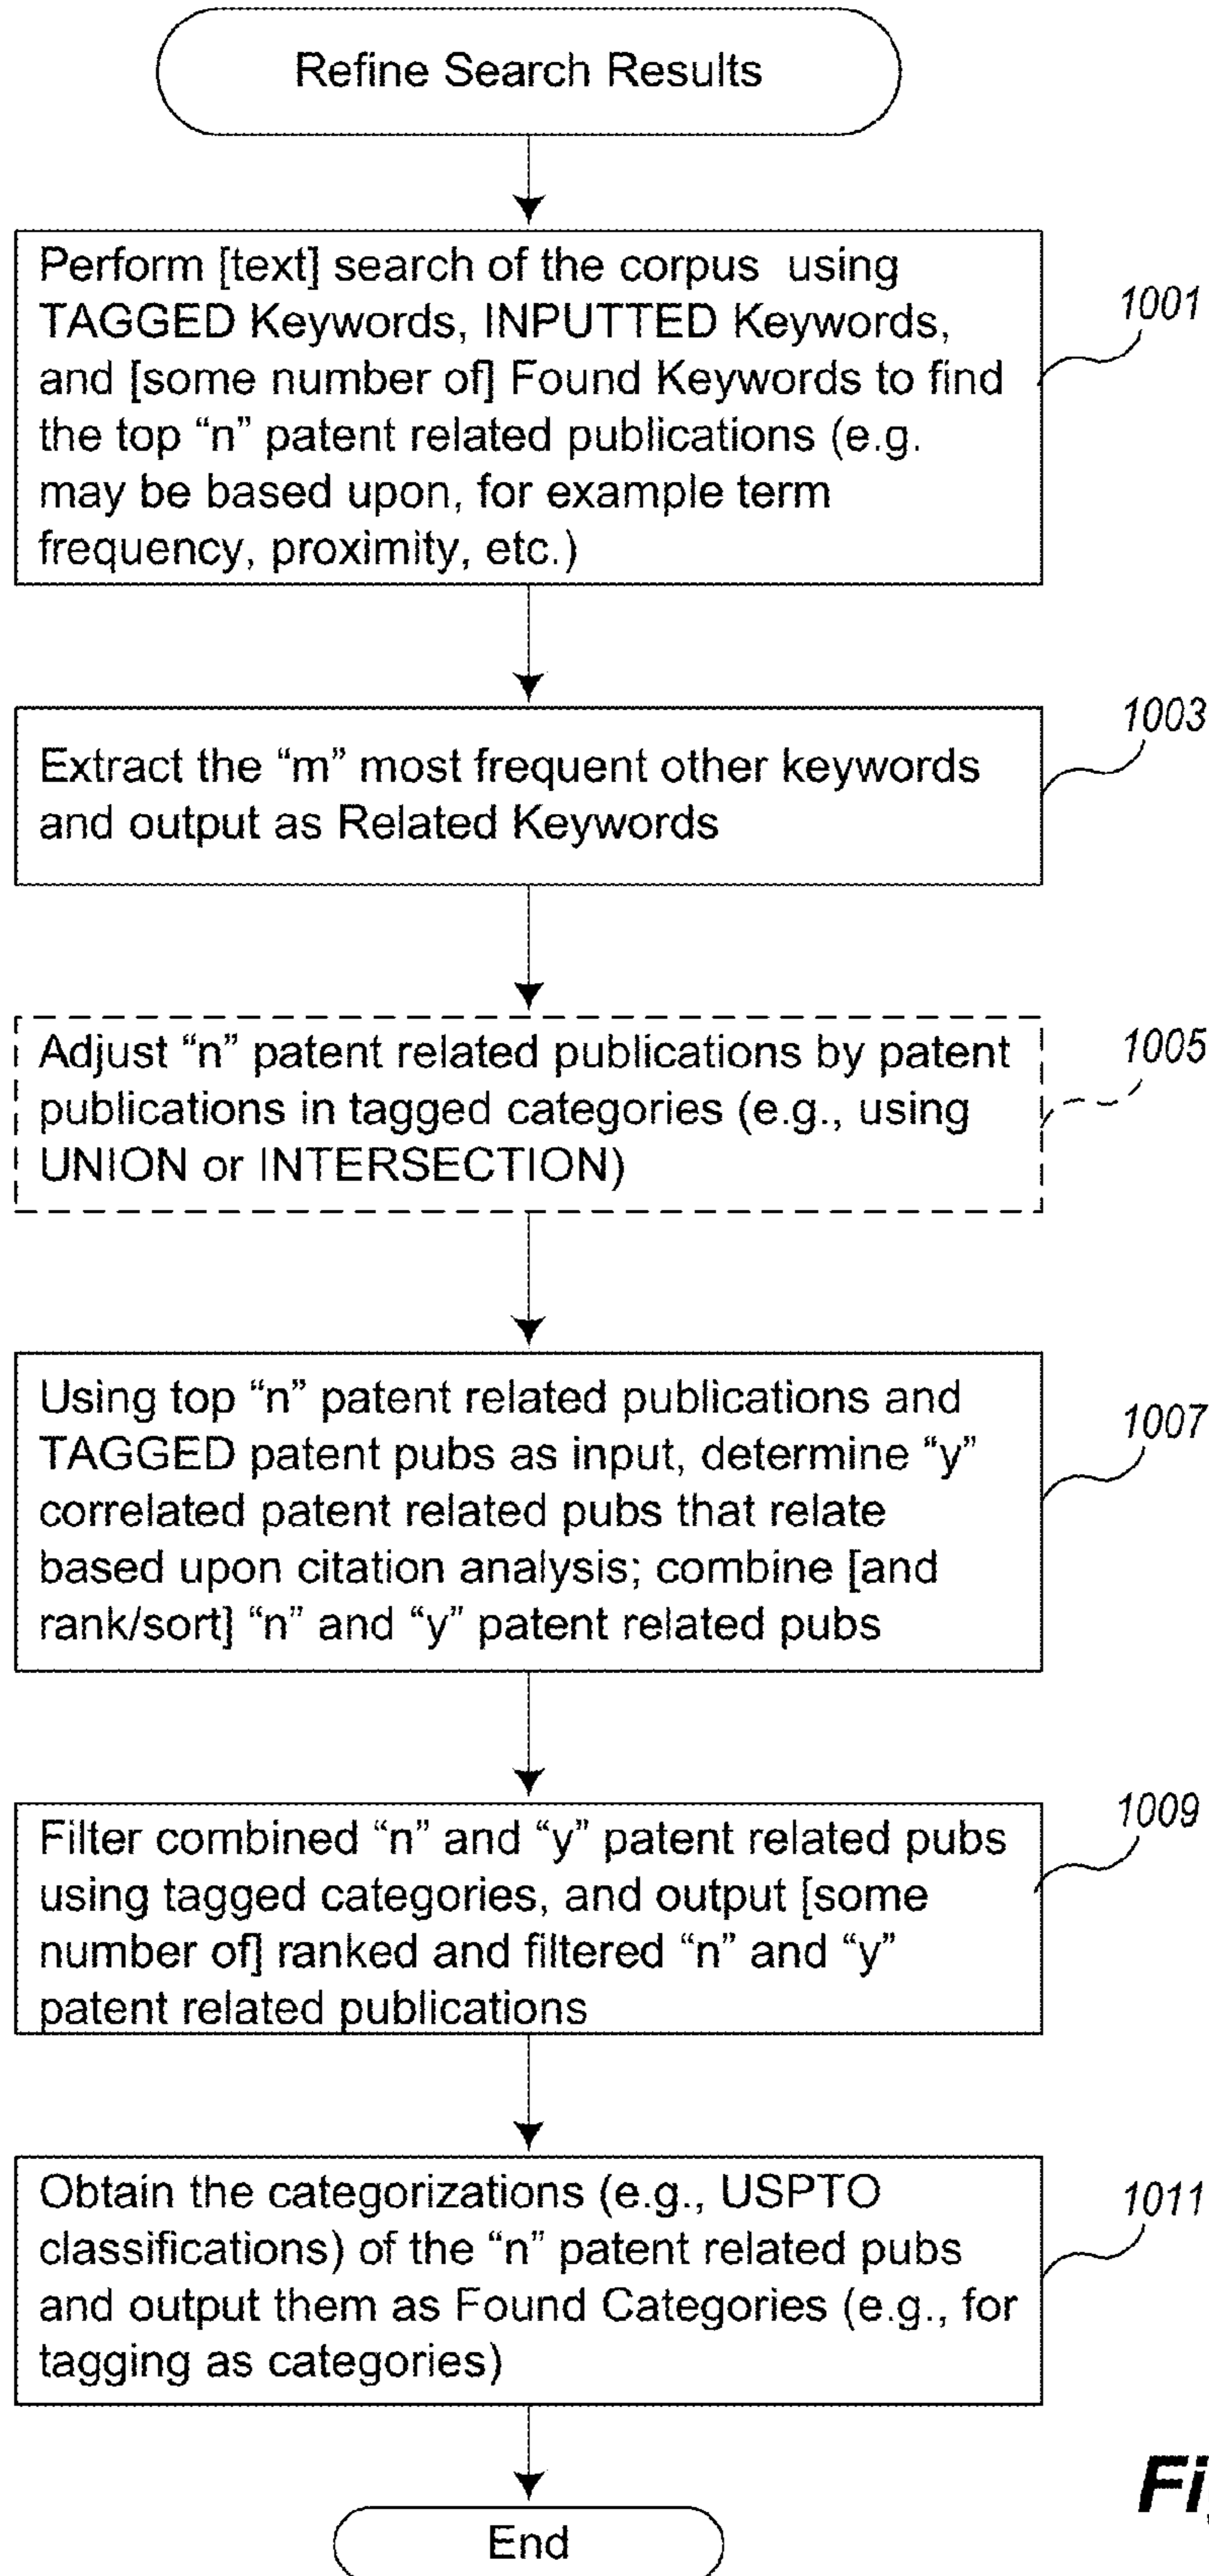 Refine Search Results
Perform [text] search of the corpus using
TAGGED Keywords, INPUTTED Keywords,
and [some number of] Found Keywords to find
the top “n” patent related publications (e.g.
may be based upon, for example term
frequency, proximity, etc.)
1001
Extract the “m” most frequent other keywords
and output as Related Keywords
1003
Adjust “n” patent related publications by patent
publications in tagged categories (e.g., using
UNION or INTERSECTION)
1005
Using top “n” patent related publications and
TAGGED patent pubs as input, determine “y”
correlated patent related pubs that relate
based upon citation analysis; combine [and
rank/sort] “n” and “y” patent related pubs
1007
Filter combined “n” and “y” patent related pubs
using tagged categories, and output [some
number of] ranked and filtered “n” and “y”
patent related publications
1009
Obtain the categorizations (e.g., USPTO
classifications) of the “n” patent related pubs
and output them as Found Categories (e.g., for
tagging as categories)
1011
End